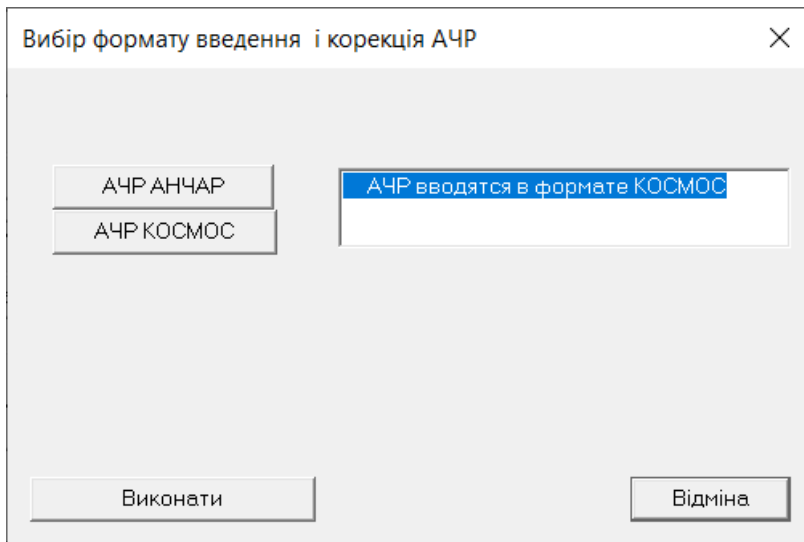 Вибір формату введення і корекція АЧР
АЧР АНЧАР
АЧР вводятся в формате КОСМОС
АЧР КОСМОС
Виконати
Відміна